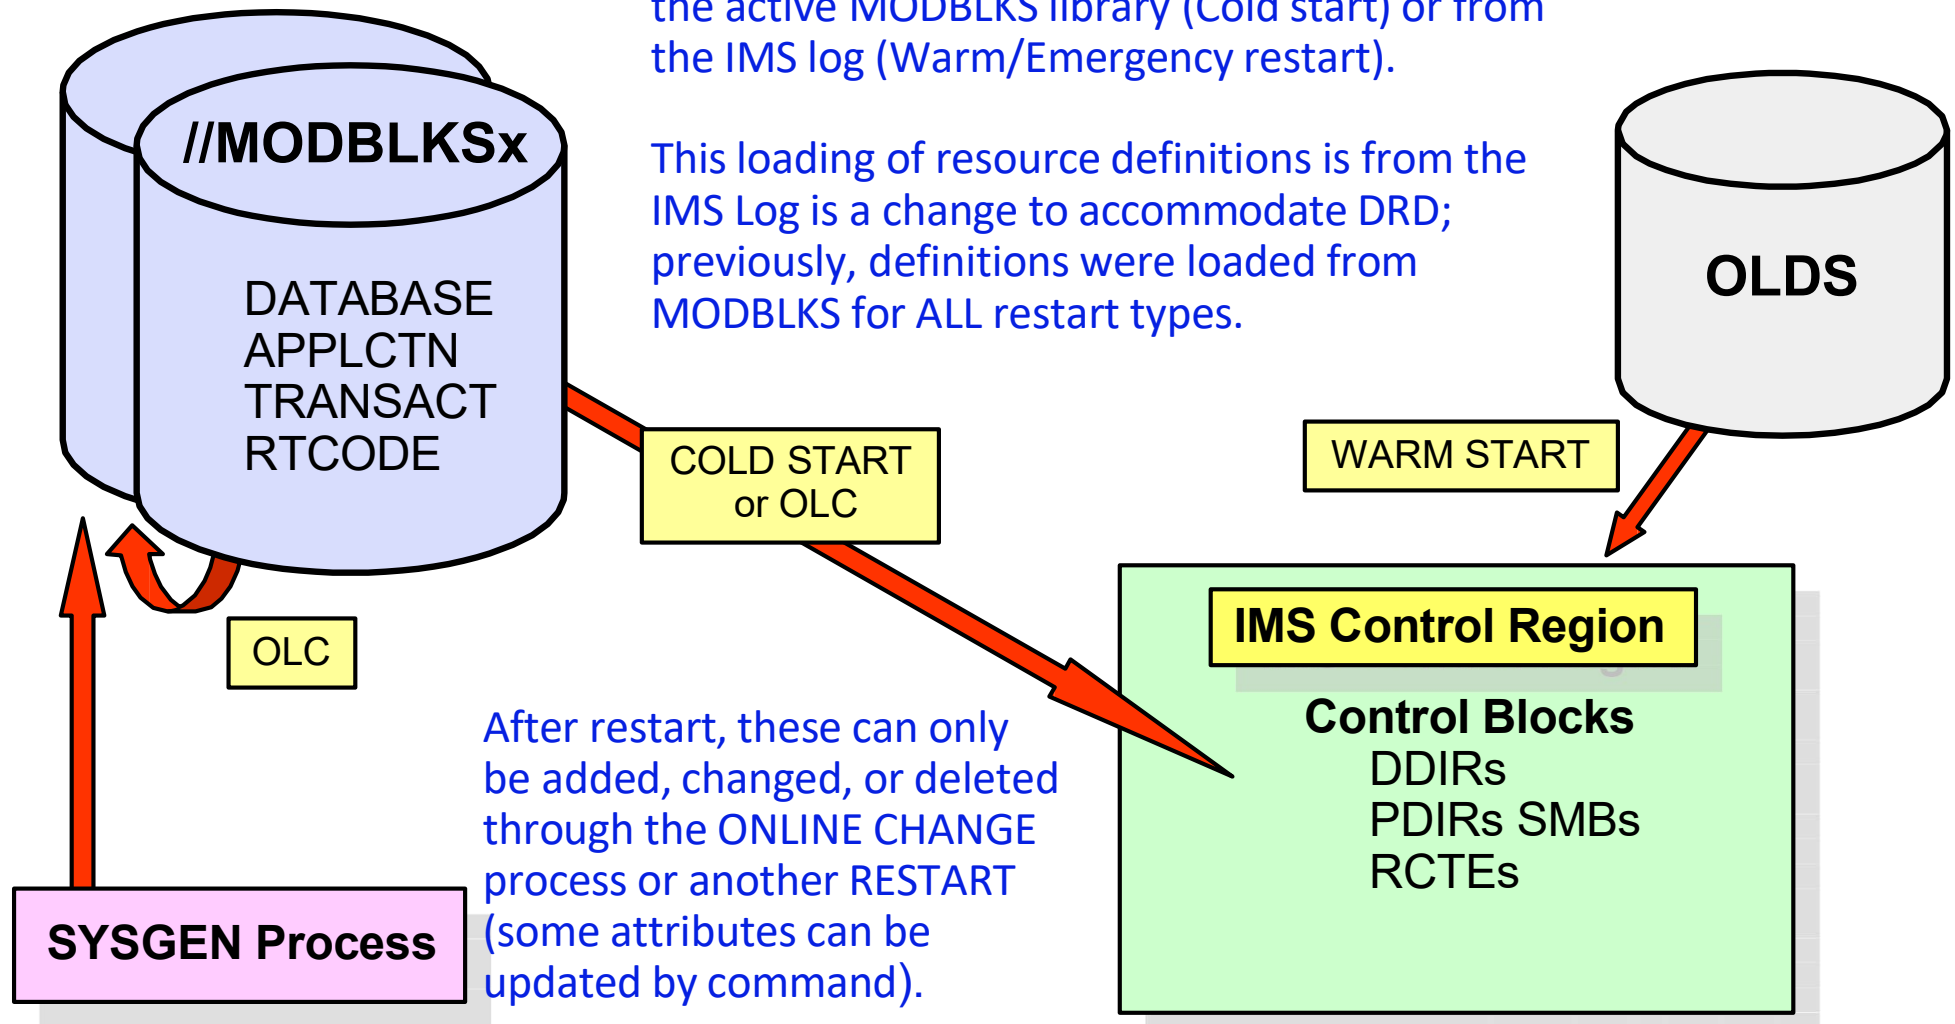 the active MODBLKS library (Cold start) or from
the IMS log (Warm/Emergency restart).
This loading of resource definitions is from the
IMS Log is a change to accommodate DRD;
previously, definitions were loaded from
MODBLKS for ALL restart types.
//MODBLKSx
DATABASE
APPLCTN
TRANSACT
RTCODE
OLDS
COLD START
or OLC
WARM START
OLC
IMS Control Region
Control Blocks
DDIRs
PDIRs SMBs
RCTEs
After restart, these can only
be added, changed, or deleted
through the ONLINE CHANGE
process or another RESTART
(some attributes can be
updated by command).
SYSGEN Process